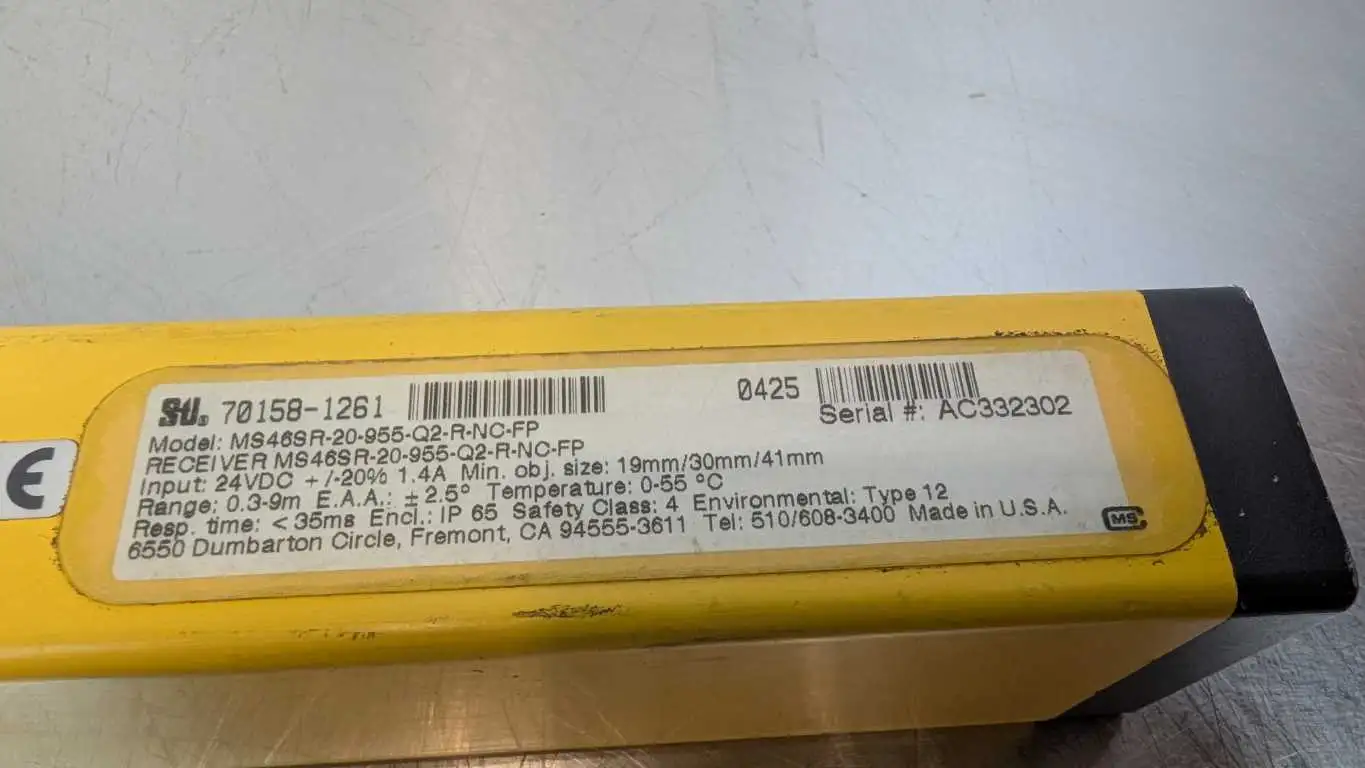 STI. 70158-1261 0425
Serial #: AC332302
Model: MS46SR-20-955-Q2-R-NC-FP
RECEIVER MS46SR-20-955-Q2-R-NC-FP
Input: 24VDC +/-20% 1.4A Min. obj. size: 19mm/30mm/41mm
Range: 0.3-9m E.A.A.: ±2.5° Temperature: 0-55 °C
Resp. time: <35ms Encl.: IP 65 Safety Class: 4 Environmental: Type 12
6550 Dumbarton Circle, Fremont, CA 94555-3611 Tel: 510/608-3400 Made in U.S.A.
MS
CE